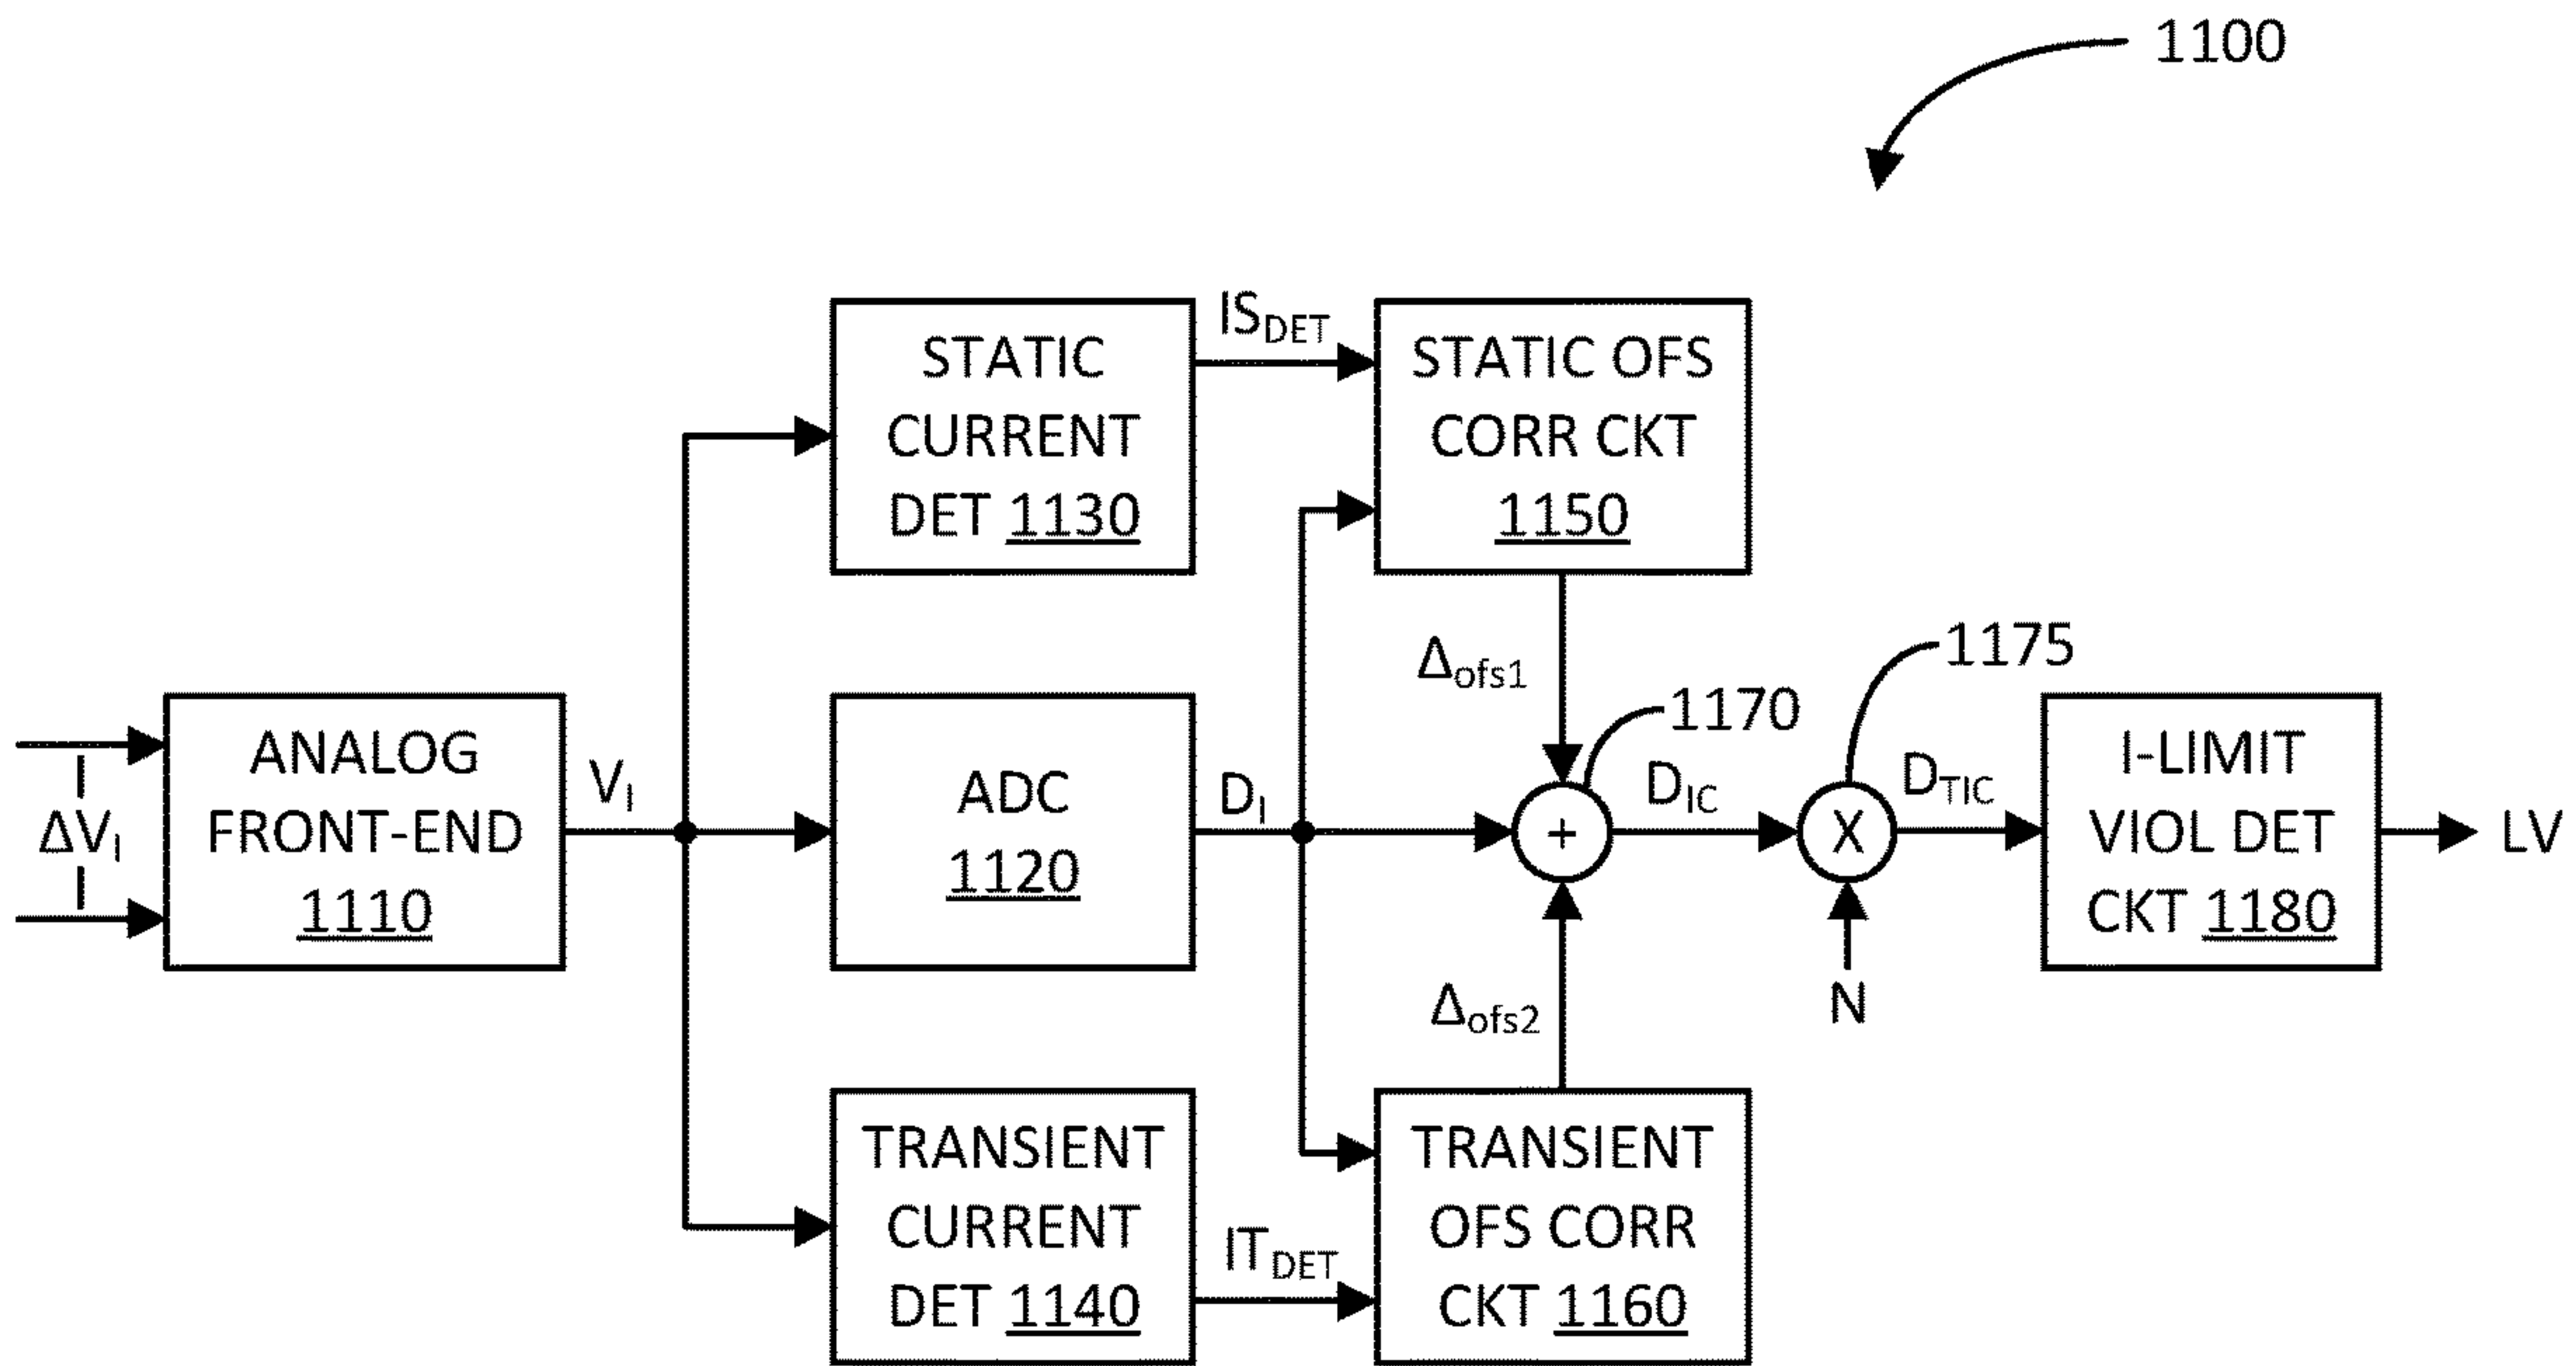 1100
IS_DET
STATIC
CURRENT
DET 1130
STATIC OFS
CORR CKT
1150
Δ_ofs1
1175
1170
ΔV_I
ANALOG
FRONT-END
1110
V_I
ADC
1120
D_I
+
D_IC
X
D_TIC
I-LIMIT
VIOL DET
CKT 1180
LV
N
Δ_ofs2
TRANSIENT
CURRENT
DET 1140
IT_DET
TRANSIENT
OFS CORR
CKT 1160